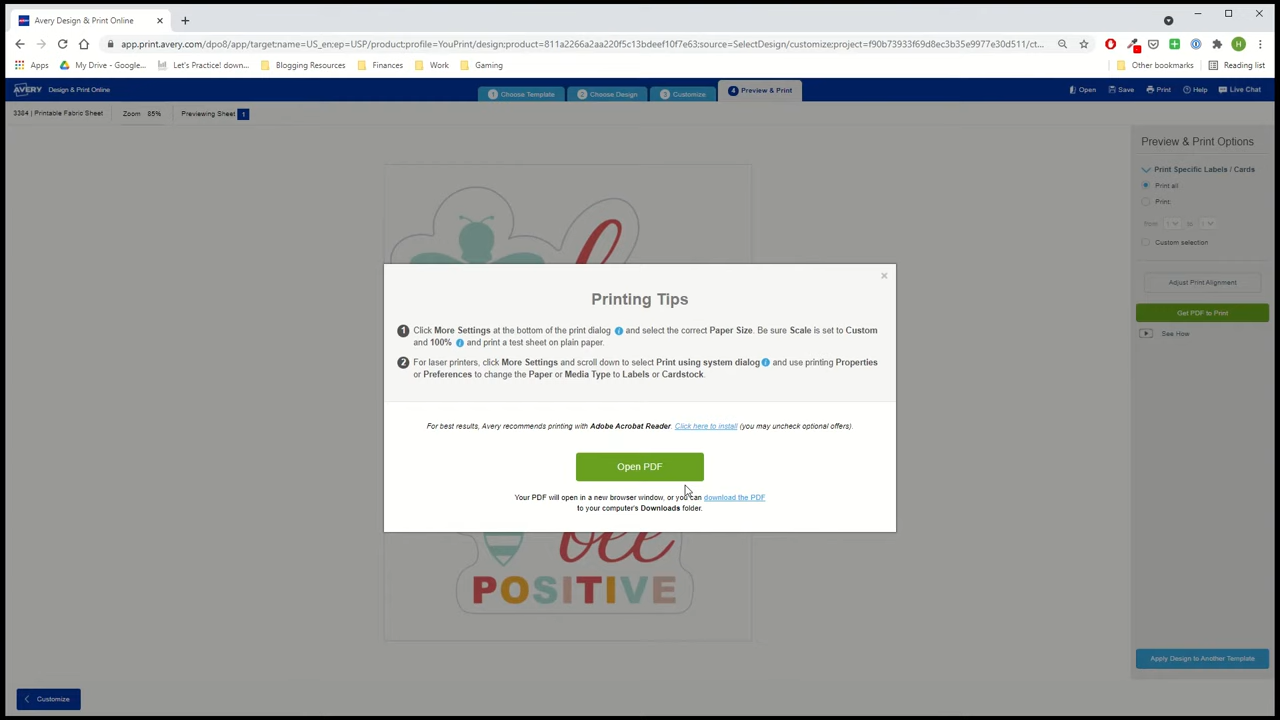 Avery Design & Print Online
app.print.avery.com/dpo8/app/target:name=US_en;ep=USP/product;profile=YouPrint/design:product=811a2266a2aa220f5c13bdeef10f7e63;source=SelectDesign/customize:project=f90b73933f69d8ec3b35e9977e30d511/ct...
Apps
My Drive - Google...
Let's Practice! down...
Blogging Resources
Finances
Work
Gaming
Other bookmarks
Reading list
AVERY Design & Print Online
1 Choose Template
2 Choose Design
3 Customize
4 Preview & Print
Open
Save
Print
Help
Live Chat
3384 | Printable Fabric Sheet
Zoom 85%
Previewing Sheet 1
Preview & Print Options
Print Specific Labels / Cards
Print all
Print:
to
Custom selection
Adjust Print Alignment
Get PDF to Print
See How
Printing Tips
1 Click More Settings at the bottom of the print dialog and select the correct Paper Size. Be sure Scale is set to Custom
and 100% and print a test sheet on plain paper.
2 For laser printers, click More Settings and scroll down to select Print using system dialog and use printing Properties
or Preferences to change the Paper or Media Type to Labels or Cardstock.
For best results, Avery recommends printing with Adobe Acrobat Reader. Click here to install (you may uncheck optional offers).
Open PDF
Your PDF will open in a new browser window, or you can download the PDF
to your computer's Downloads folder.
bee
POSITIVE
Apply Design to Another Template
Customize